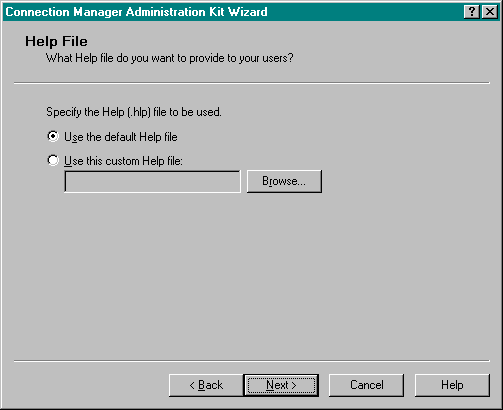 Connection Manager Administration Kit Wizard
Help File
What Help file do you want to provide to your users?
Specify the Help (.hlp) file to be used.
Use the default Help file
Use this custom Help file:
Browse...
< Back
Next >
Cancel
Help